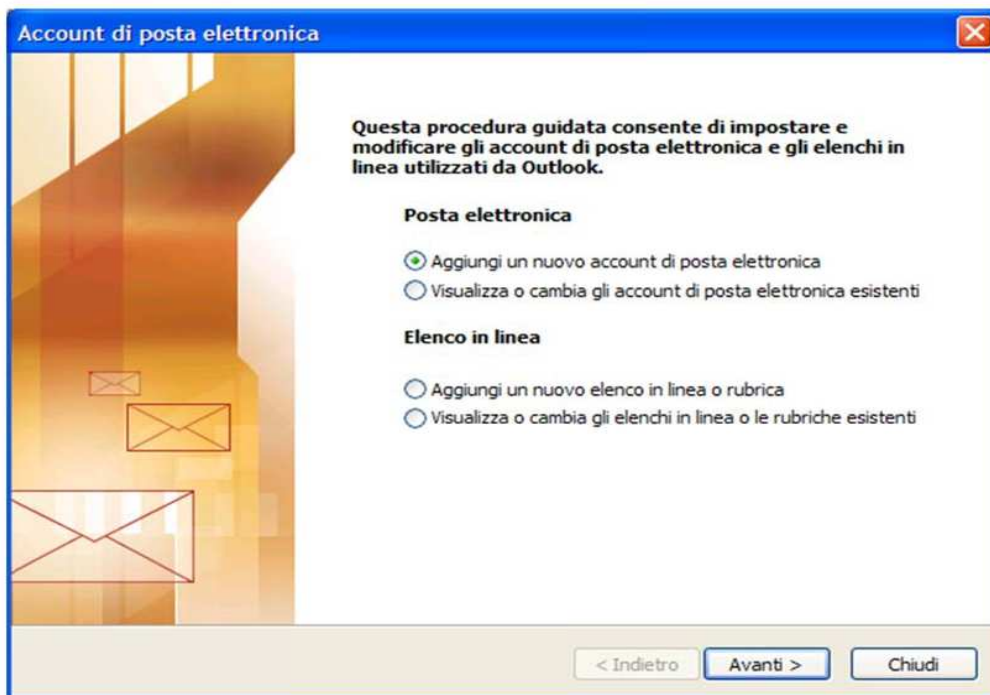 Account di posta elettronica
Questa procedura guidata consente di impostare e
modificare gli account di posta elettronica e gli elenchi in
linea utilizzati da Outlook.
Posta elettronica
Aggiungi un nuovo account di posta elettronica
Visualizza o cambia gli account di posta elettronica esistenti
Elenco in linea
Aggiungi un nuovo elenco in linea o rubrica
Visualizza o cambia gli elenchi in linea o le rubriche esistenti
< Indietro Avanti > Chiudi